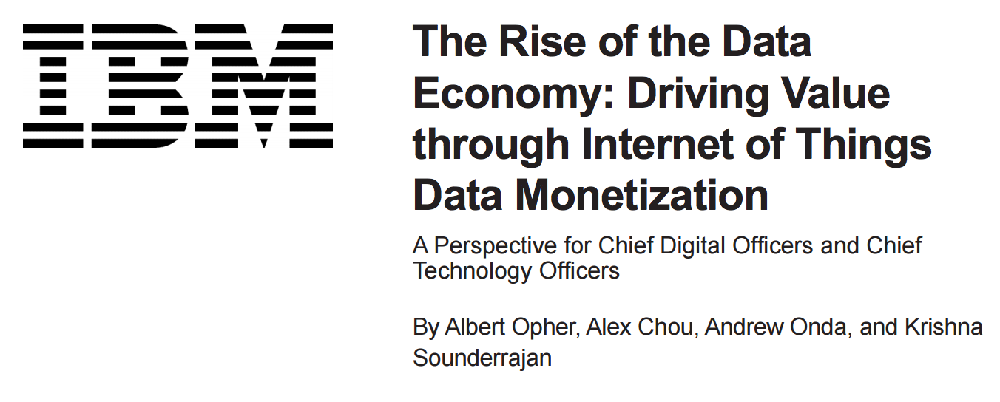 IBM
The Rise of the Data
Economy: Driving Value
through Internet of Things
Data Monetization
A Perspective for Chief Digital Officers and Chief
Technology Officers
By Albert Opher, Alex Chou, Andrew Onda, and Krishna
Sounderrajan